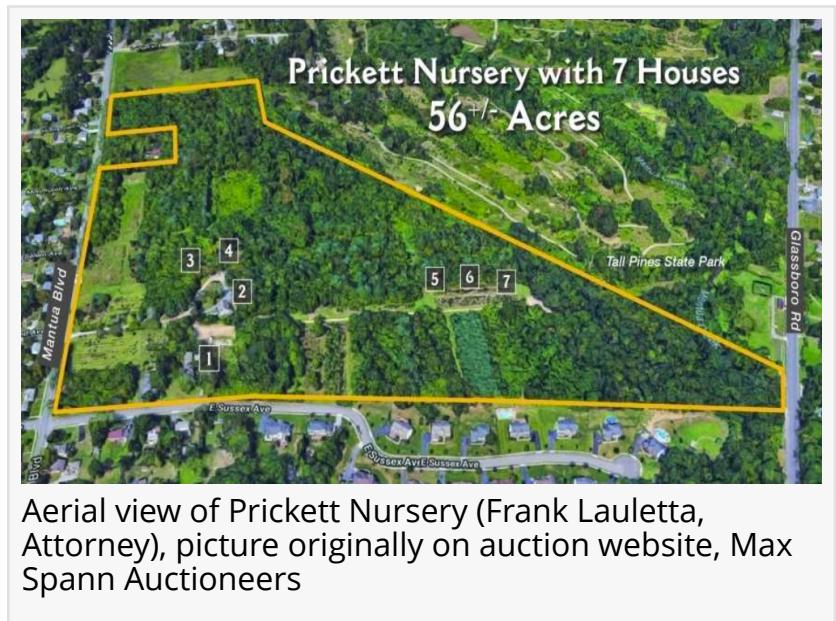 Prickett Nursery with 7 Houses
56+/- Acres
Tall Pines State Park
Glassboro Rd
Mantua Blvd
3
4
2
5
6
7
1
E Sussex Ave
E Sussex Ave
E Sussex Ave
Blvd
Aerial view of Prickett Nursery (Frank Lauletta,
Attorney), picture originally on auction website, Max
Spann Auctioneers